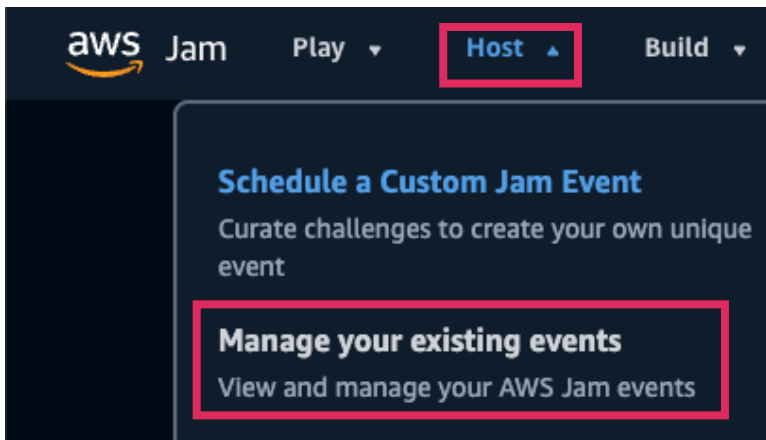 aws Jam Play Host Build
Schedule a Custom Jam Event
Curate challenges to create your own unique
event
Manage your existing events
View and manage your AWS Jam events